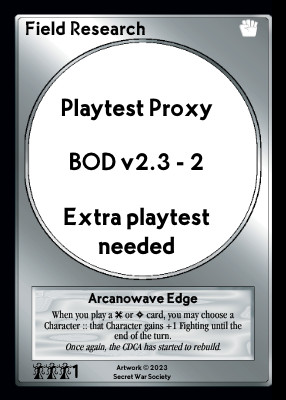 Field Research
Playtest Proxy
BOD v2.3 - 2
Extra playtest
needed
Arcanowave Edge
When you play a or card, you may choose a
Character :: that Character gains +1 Fighting until the
end of the turn.
Once again, the CDCA has started to rebuild.
1
Artwork © 2023
Secret War Society